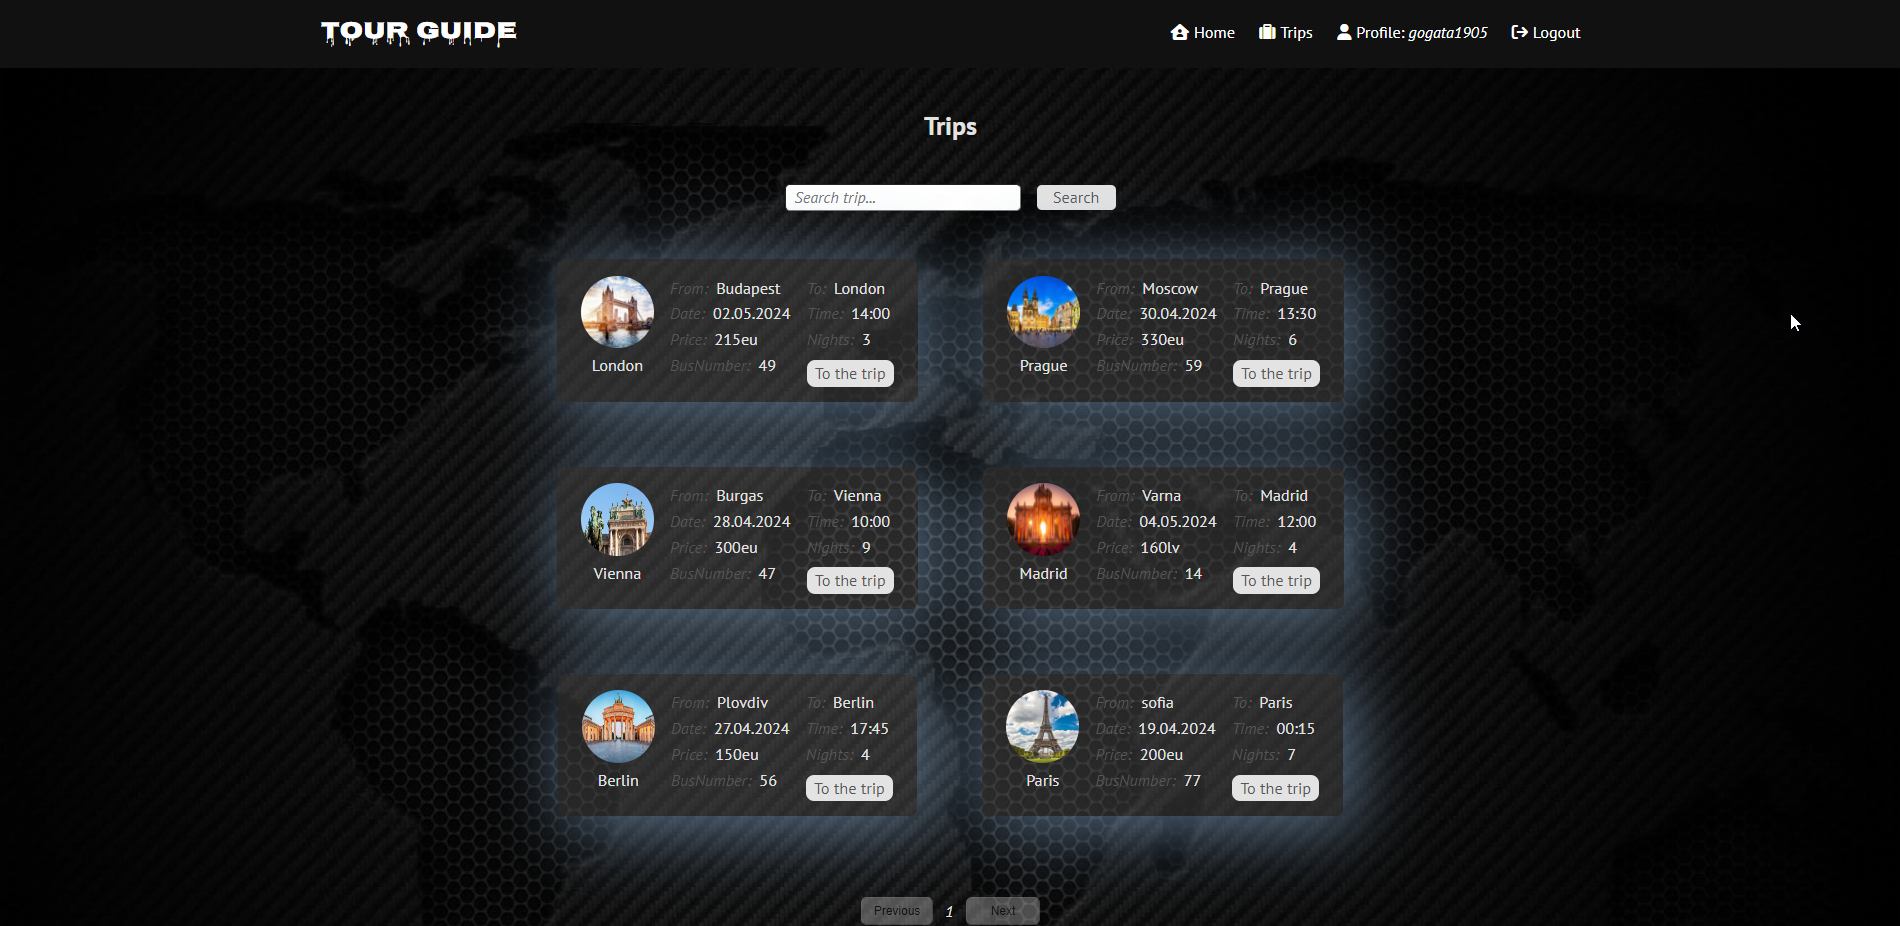 TOUR GUIDE
Home Trips Profile: gogata1905 Logout
Trips
Search trip... Search
From: Budapest To: London
Date: 02.05.2024 Time: 14:00
Price: 215eu Nights: 3
London BusNumber: 49 To the trip
From: Moscow To: Prague
Date: 30.04.2024 Time: 13:30
Price: 330eu Nights: 6
Prague BusNumber: 59 To the trip
From: Burgas To: Vienna
Date: 28.04.2024 Time: 10:00
Price: 300eu Nights: 9
Vienna BusNumber: 47 To the trip
From: Varna To: Madrid
Date: 04.05.2024 Time: 12:00
Price: 160lv Nights: 4
Madrid BusNumber: 14 To the trip
From: Plovdiv To: Berlin
Date: 27.04.2024 Time: 17:45
Price: 150eu Nights: 4
Berlin BusNumber: 56 To the trip
From: sofia To: Paris
Date: 19.04.2024 Time: 00:15
Price: 200eu Nights: 7
Paris BusNumber: 77 To the trip
Previous 1 Next